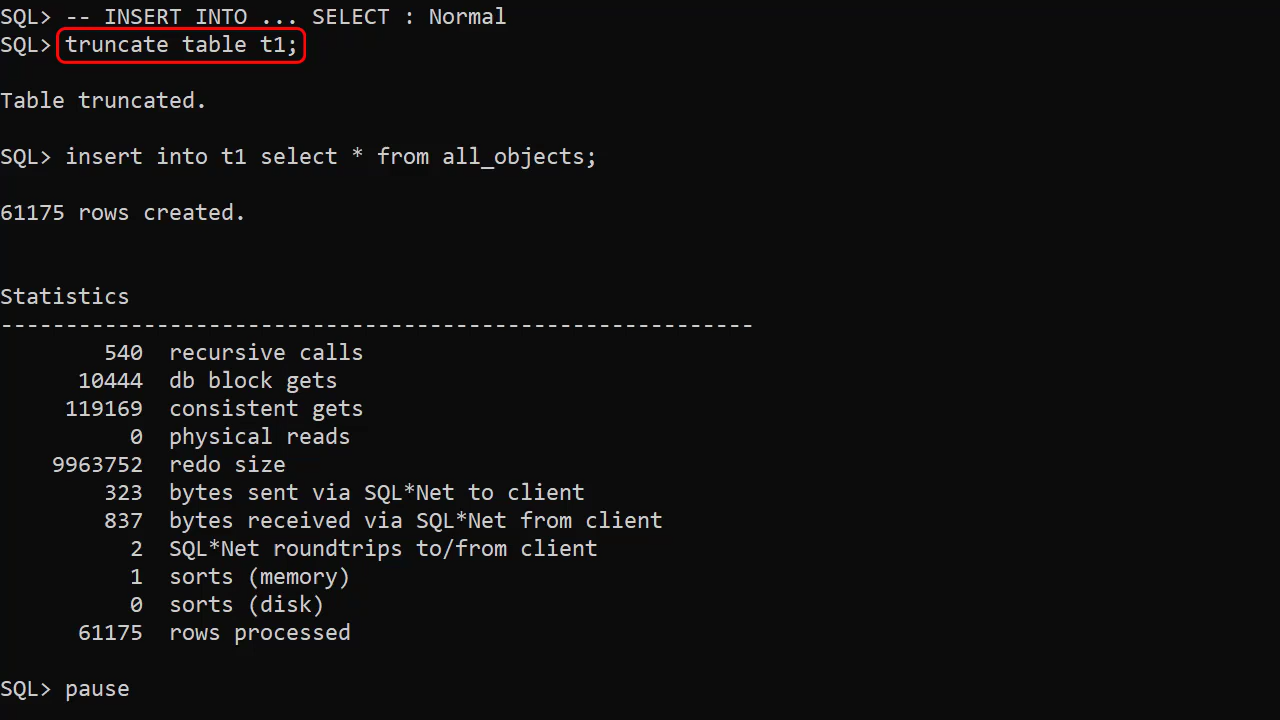 SQL> -- INSERT INTO ... SELECT : Normal
SQL> truncate table t1;
Table truncated.
SQL> insert into t1 select * from all_objects;
61175 rows created.
Statistics
----------------------------------------------------------
540 recursive calls
10444 db block gets
119169 consistent gets
0 physical reads
9963752 redo size
323 bytes sent via SQL*Net to client
837 bytes received via SQL*Net from client
2 SQL*Net roundtrips to/from client
1 sorts (memory)
0 sorts (disk)
61175 rows processed
SQL> pause